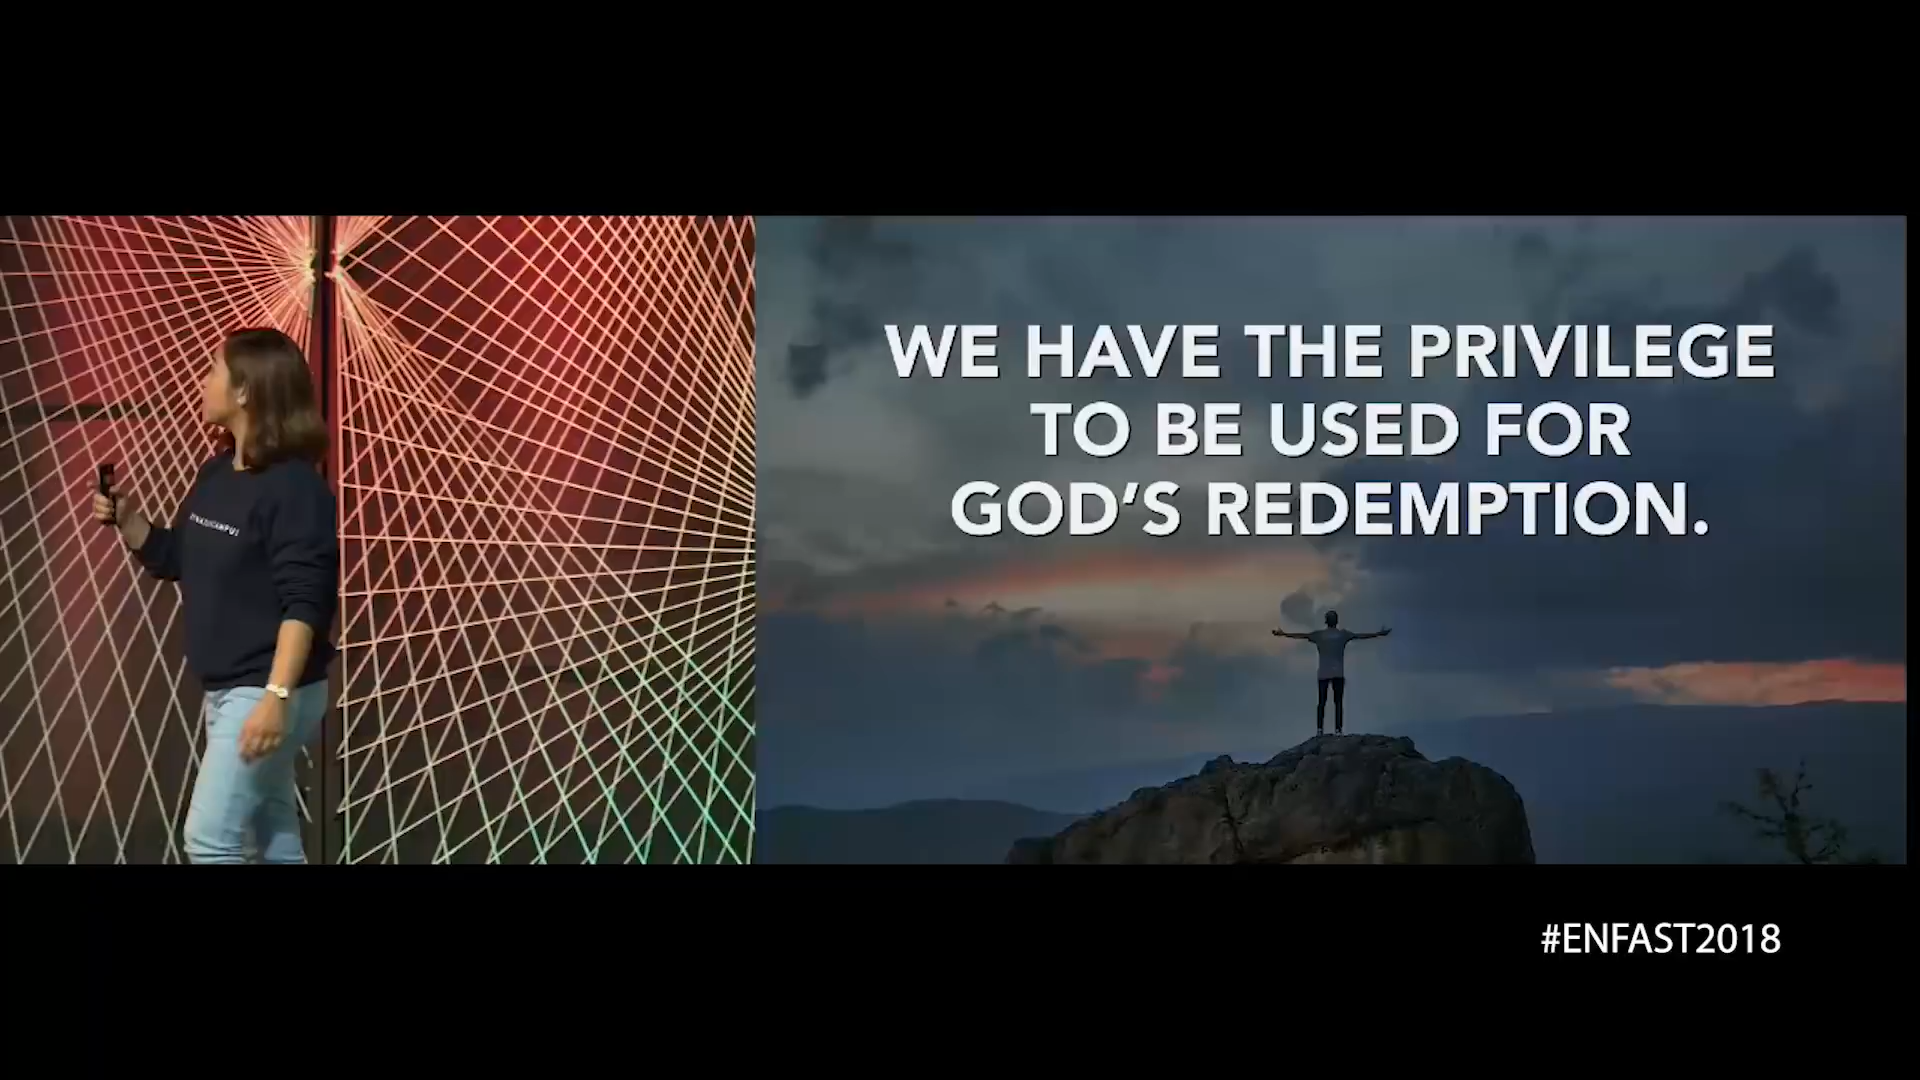 WE HAVE THE PRIVILEGE
TO BE USED FOR
GOD'S REDEMPTION.
#ENFAST2018